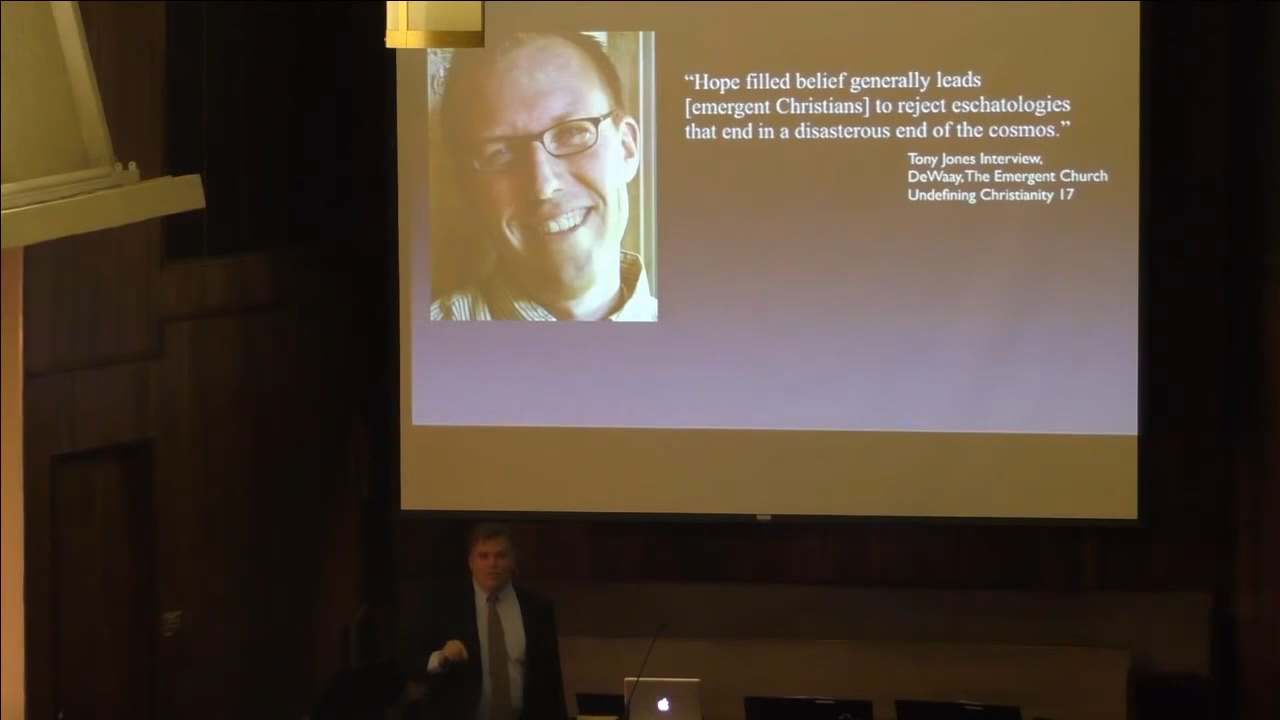 “Hope filled belief generally leads
[emergent Christians] to reject eschatologies
that end in a disasterous end of the cosmos.”
Tony Jones Interview,
DeWaay,The Emergent Church
Undefining Christianity 17